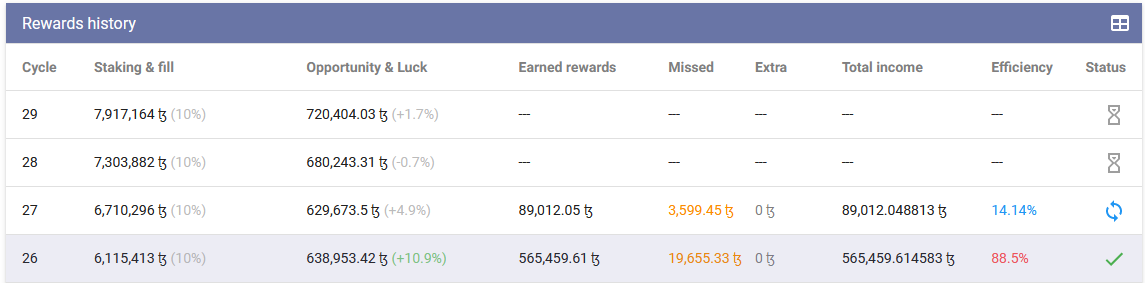 Rewards history
Cycle Staking & fill Opportunity & Luck Earned rewards Missed Extra Total income Efficiency Status
29 7,917,164 ꜩ (10%) 720,404.03 ꜩ (+1.7%) --- --- --- --- ---
28 7,303,882 ꜩ (10%) 680,243.31 ꜩ (-0.7%) --- --- --- --- ---
27 6,710,296 ꜩ (10%) 629,673.5 ꜩ (+4.9%) 89,012.05 ꜩ 3,599.45 ꜩ 0 ꜩ 89,012.048813 ꜩ 14.14%
26 6,115,413 ꜩ (10%) 638,953.42 ꜩ (+10.9%) 565,459.61 ꜩ 19,655.33 ꜩ 0 ꜩ 565,459.614583 ꜩ 88.5%